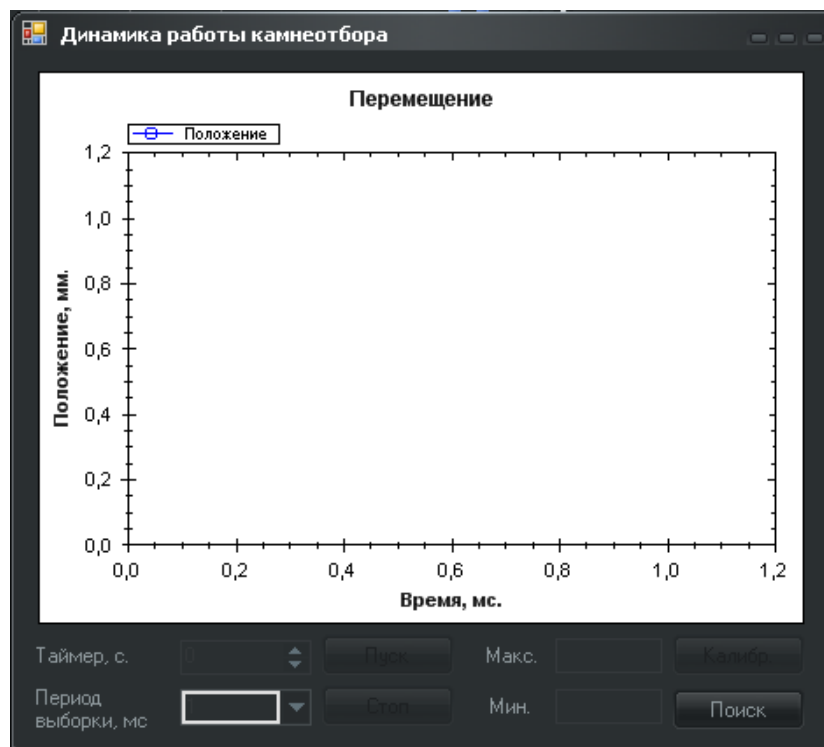 Динамика работы камнеотбора
Перемещение
Положение
1,2
1,0
0,8
0,6
0,4
0,2
0,0
Положение, мм.
0,0 0,2 0,4 0,6 0,8 1,0 1,2
Время, мс.
Таймер, с. 0 Пуск Макс. Калибр
Период
выборки, мс Стоп Мин. Поиск